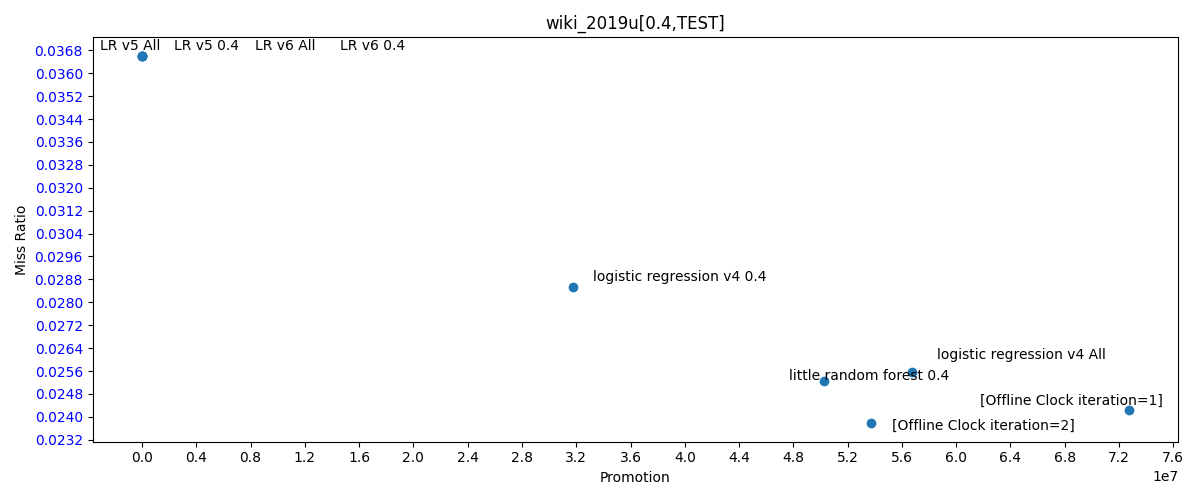 wiki_2019u[0.4,TEST]
LR v5 All LR v5 0.4 LR v6 All LR v6 0.4
0.0368
0.0360
0.0352
0.0344
0.0336
0.0328
0.0320
0.0312
0.0304
0.0296
0.0288
0.0280
0.0272
0.0264
0.0256
0.0248
0.0240
0.0232
Miss Ratio
logistic regression v4 0.4
logistic regression v4 All
little random forest 0.4
[Offline Clock iteration=1]
[Offline Clock iteration=2]
0.0 0.4 0.8 1.2 1.6 2.0 2.4 2.8 3.2 3.6 4.0 4.4 4.8 5.2 5.6 6.0 6.4 6.8 7.2 7.6
1e7
Promotion